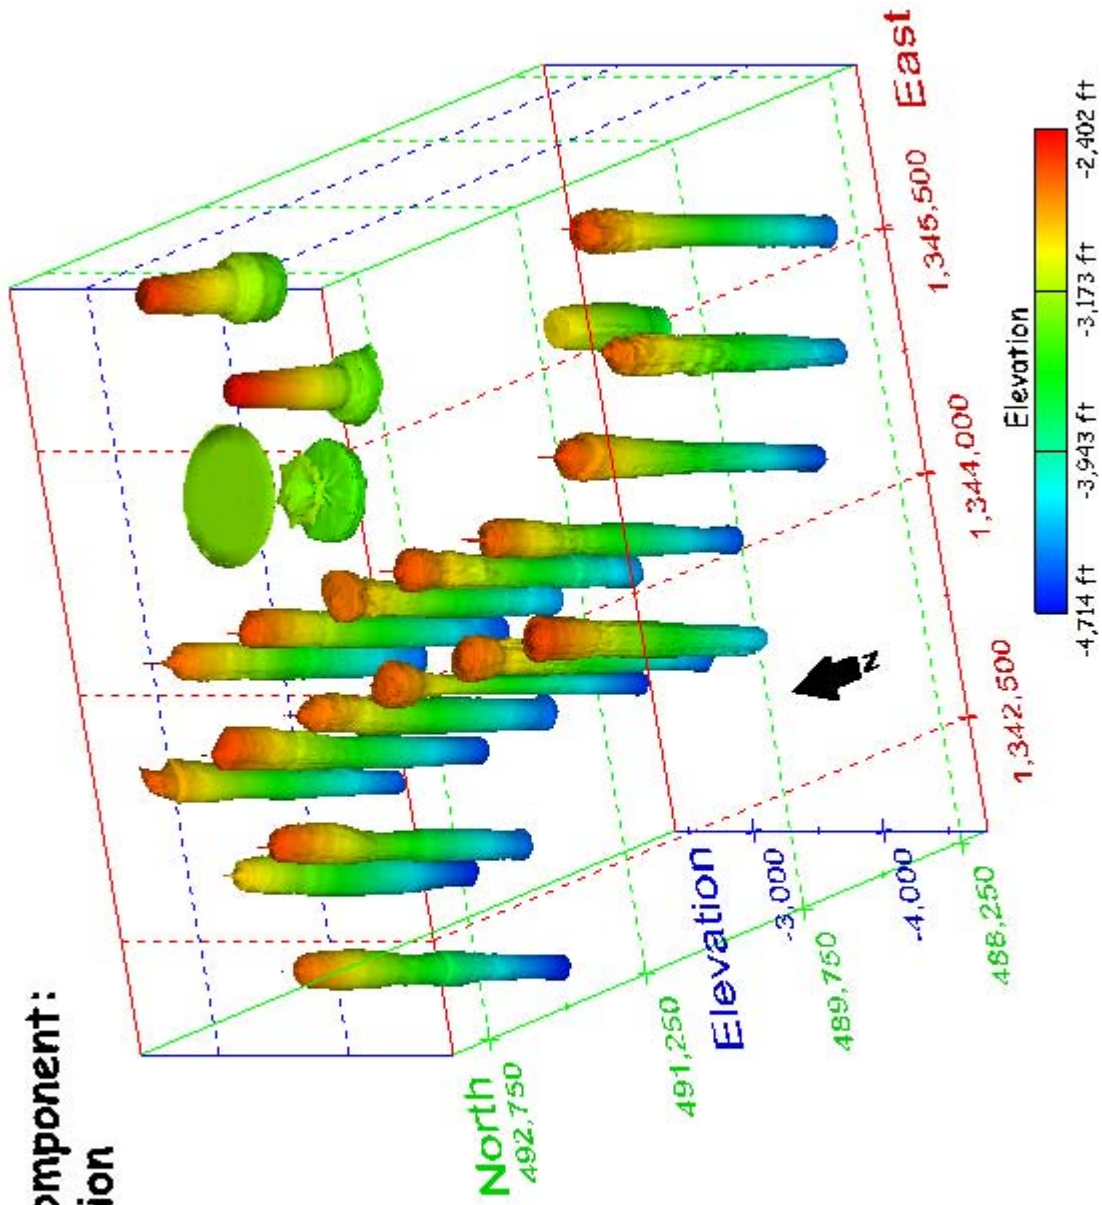 omponent:
ion
North
492,750
491,250
489,750
488,250
Elevation
-3,000
-4,000
East
1,345,500
1,344,000
1,342,500
N
Elevation
-4,714 ft
-3,943 ft
-3,173 ft
-2,402 ft